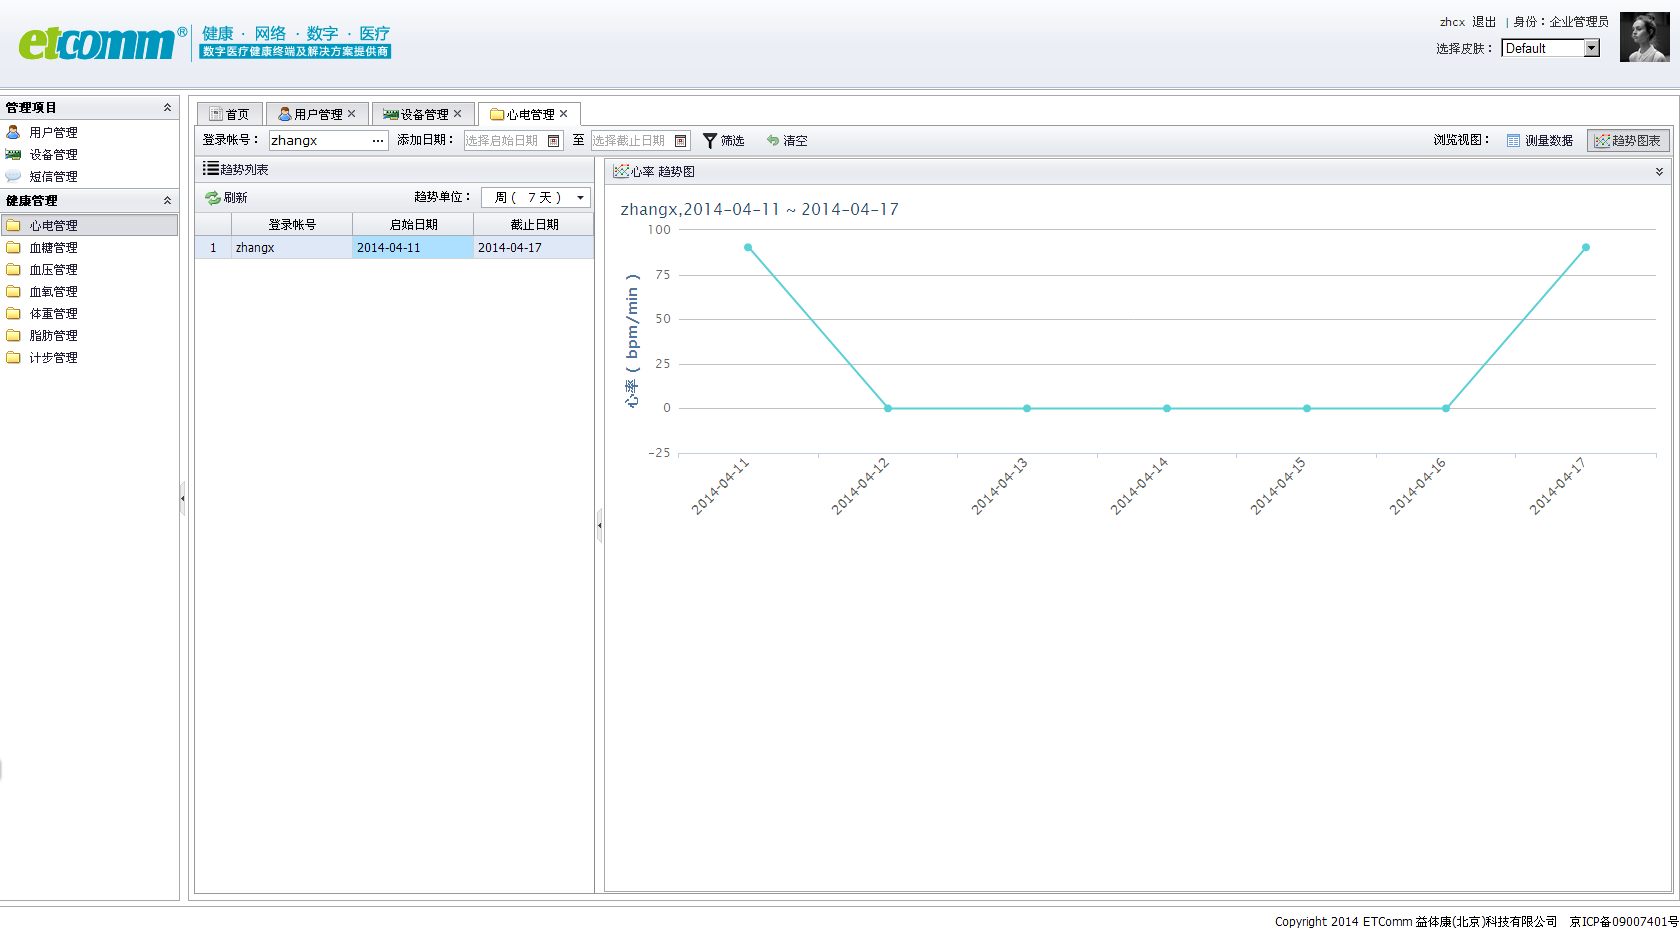 etcomm®
健康 · 网络 · 数字 · 医疗
数字医疗健康终端及解决方案提供商
zhcx 退出 | 身份：企业管理员
选择皮肤： Default
管理项目
用户管理
设备管理
短信管理
健康管理
心电管理
血糖管理
血压管理
血氧管理
体重管理
脂肪管理
计步管理
首页 用户管理 设备管理 心电管理
登录帐号： zhangx ... 添加日期： 选择启始日期 至 选择截止日期 筛选 清空 浏览视图： 测量数据 趋势图表
趋势列表
刷新 趋势单位： 周 ( 7 天 )
登录帐号 启始日期 截止日期
1 zhangx 2014-04-11 2014-04-17
心率 趋势图
zhangx,2014-04-11 ~ 2014-04-17
心率 ( bpm/min )
100
75
50
25
0
-25
2014-04-11 2014-04-12 2014-04-13 2014-04-14 2014-04-15 2014-04-16 2014-04-17
Copyright 2014 ETComm 益体康(北京)科技有限公司 京ICP备09007401号